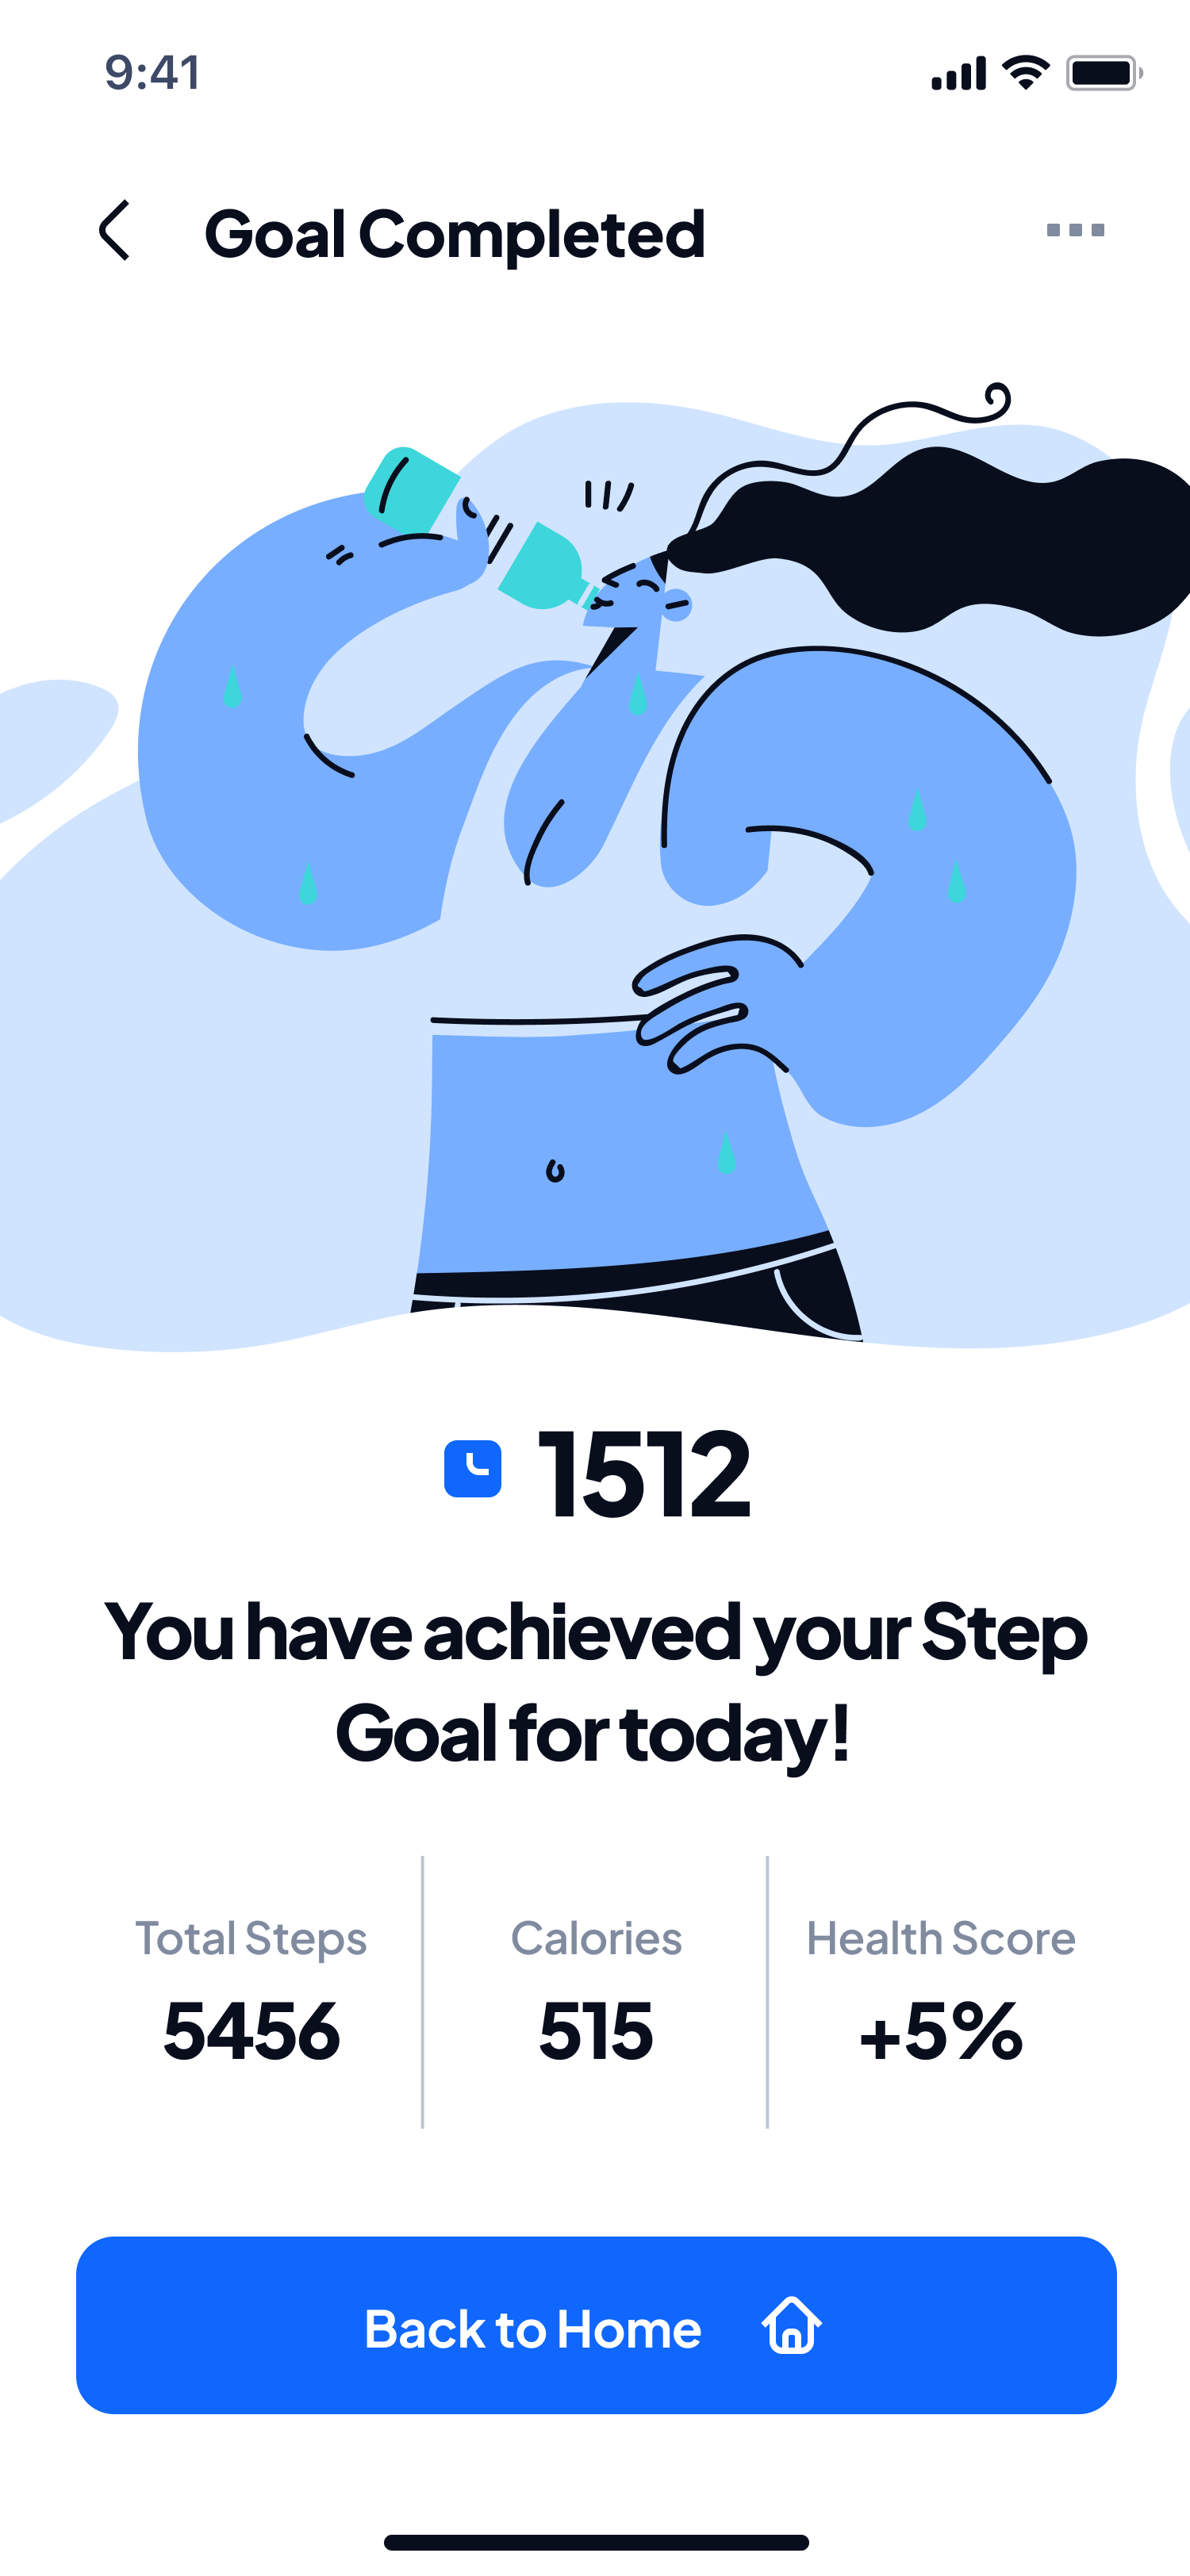 9:41
Goal Completed
1512
You have achieved your Step
Goal for today!
Total Steps
Calories
Health Score
5456
515
+5%
Back to Home